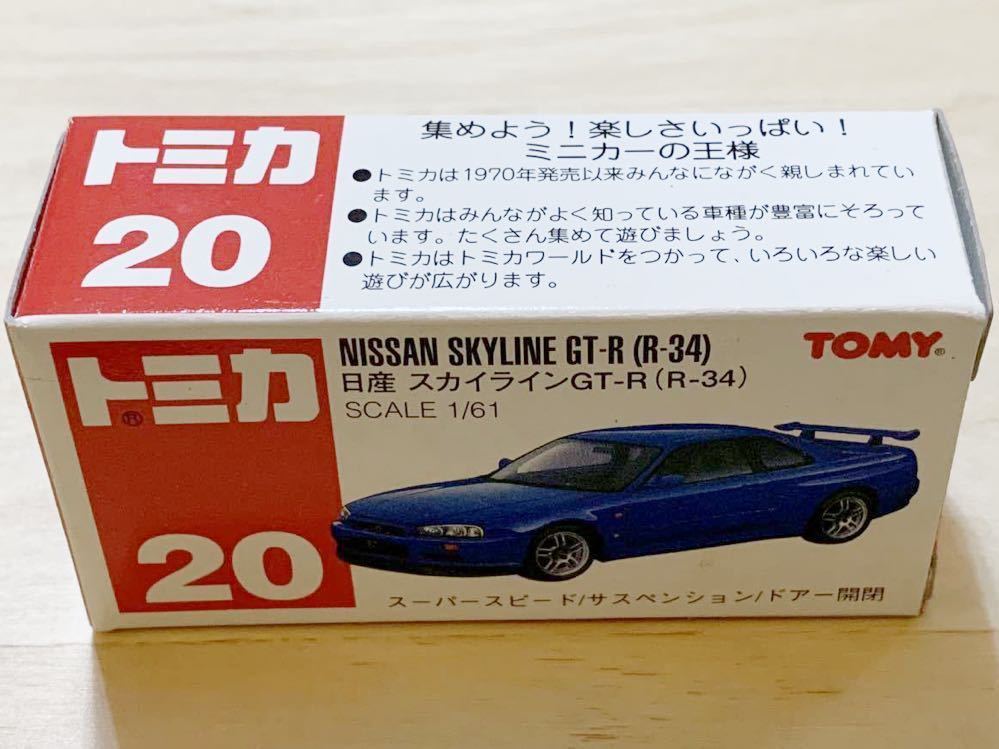 トミカ
20
集めよう！楽しさいっぱい！
ミニカーの王様
●トミカは1970年発売以来みんなにながく親しまれてい
ます。
●トミカはみんながよく知っている車種が豊富にそろって
います。たくさん集めて遊びましょう。
●トミカはトミカワールドをつかって、いろいろな楽しい
遊びが広がります。
トミカ®
20
NISSAN SKYLINE GT-R (R-34)
日産 スカイラインGT-R（R-34）
SCALE 1/61
TOMY®
スーパースピード/サスペンション/ドアー開閉